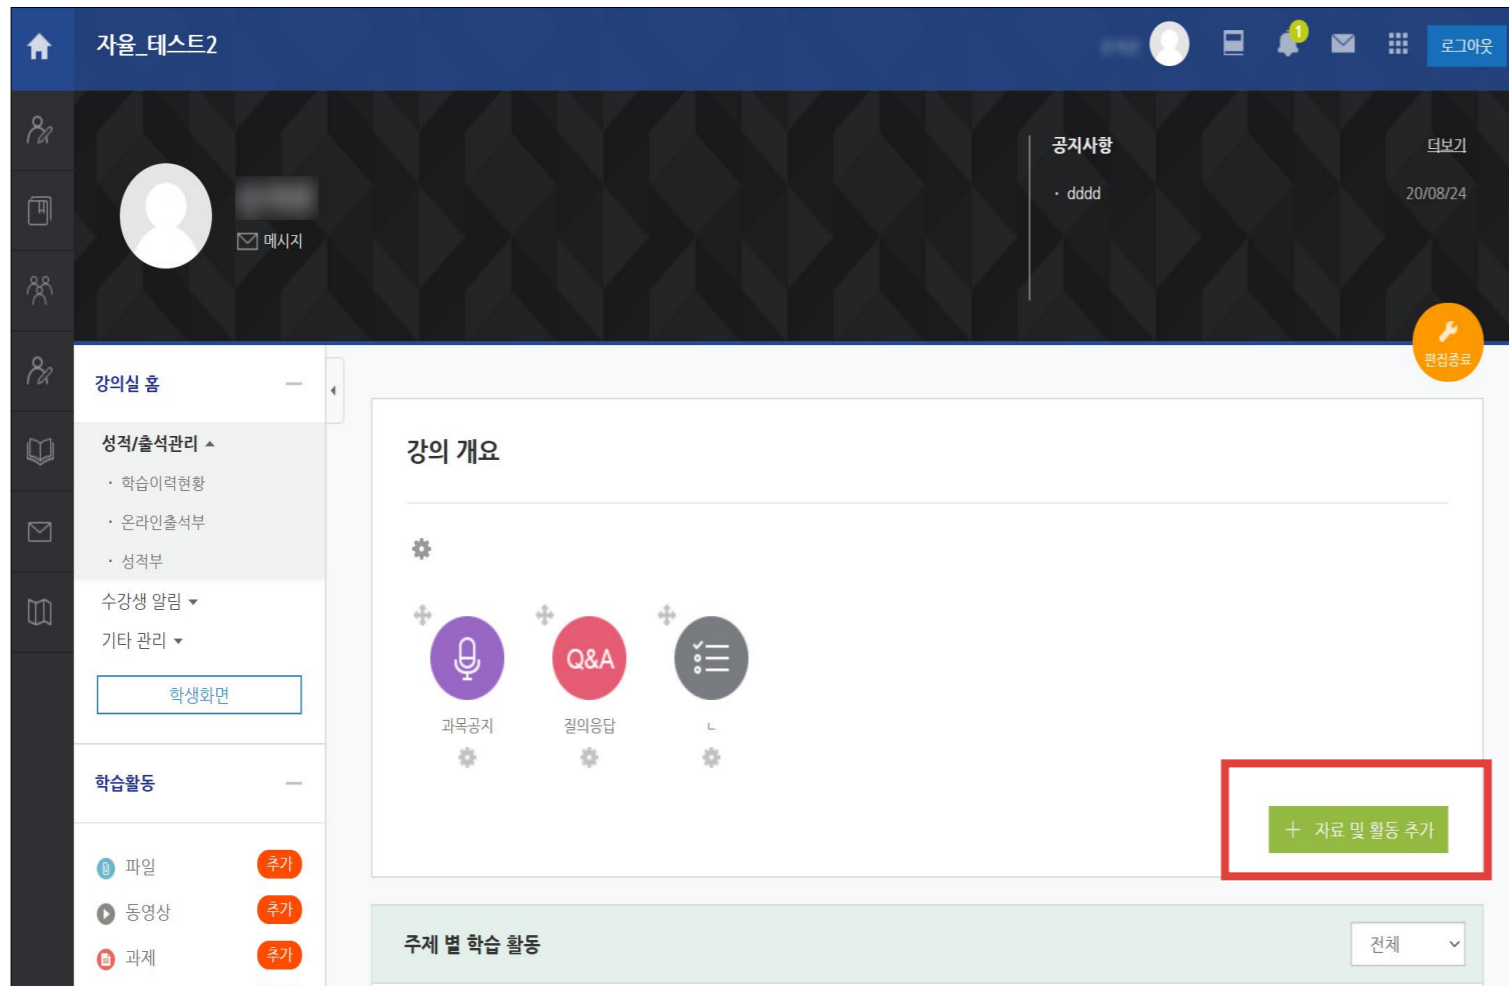 자율_테스트2
1
로그아웃
메시지
공지사항
더보기
· dddd
20/08/24
편집종료
강의실 홈
성적/출석관리
· 학습이력현황
· 온라인출석부
· 성적부
수강생 알림
기타 관리
학생화면
학습활동
파일 추가
동영상 추가
과제 추가
강의 개요
Q&A
과목공지
질의응답
ㄴ
+ 자료 및 활동 추가
주제 별 학습 활동
전체